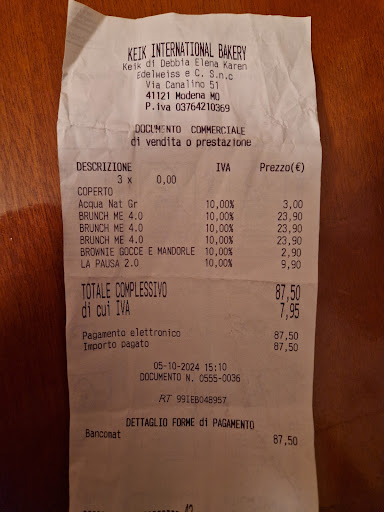 KEIK INTERNATIONAL BAKERY
Keik di Debbia Elena Karen
Edelweiss e C. S.n.c
Via Canalino 51
41121 Modena MO
P.iva 03764210369
DOCUMENTO COMMERCIALE
di vendita o prestazione
DESCRIZIONE IVA Prezzo(€)
3 x 0,00
COPERTO
Acqua Nat Gr 10,00% 3,00
BRUNCH ME 4.0 10,00% 23,90
BRUNCH ME 4.0 10,00% 23,90
BRUNCH ME 4.0 10,00% 23,90
BROWNIE GOCCE E MANDORLE 10,00% 2,90
LA PAUSA 2.0 10,00% 9,90
TOTALE COMPLESSIVO 87,50
di cui IVA 7,95
Pagamento elettronico 87,50
Importo pagato 87,50
05-10-2024 15:10
DOCUMENTO N. 0555-0036
RT 99IEB048957
DETTAGLIO FORME di PAGAMENTO
Bancomat 87,50